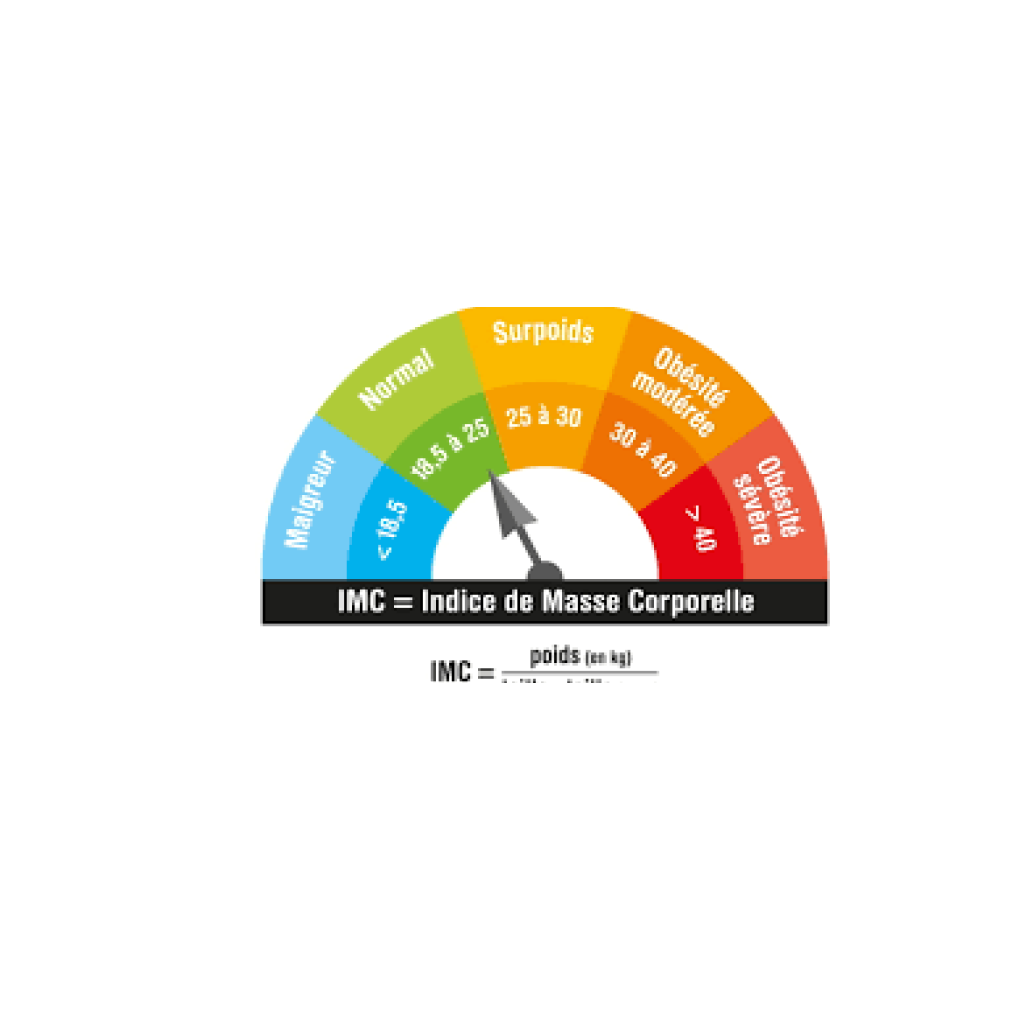 Surpoids
Normal
Obésité
modérée
25 à 30
18,5 à 25
30 à 40
Maigreur
< 18,5
Obésité
sévère
> 40
IMC = Indice de Masse Corporelle
poids (en kg)
IMC =